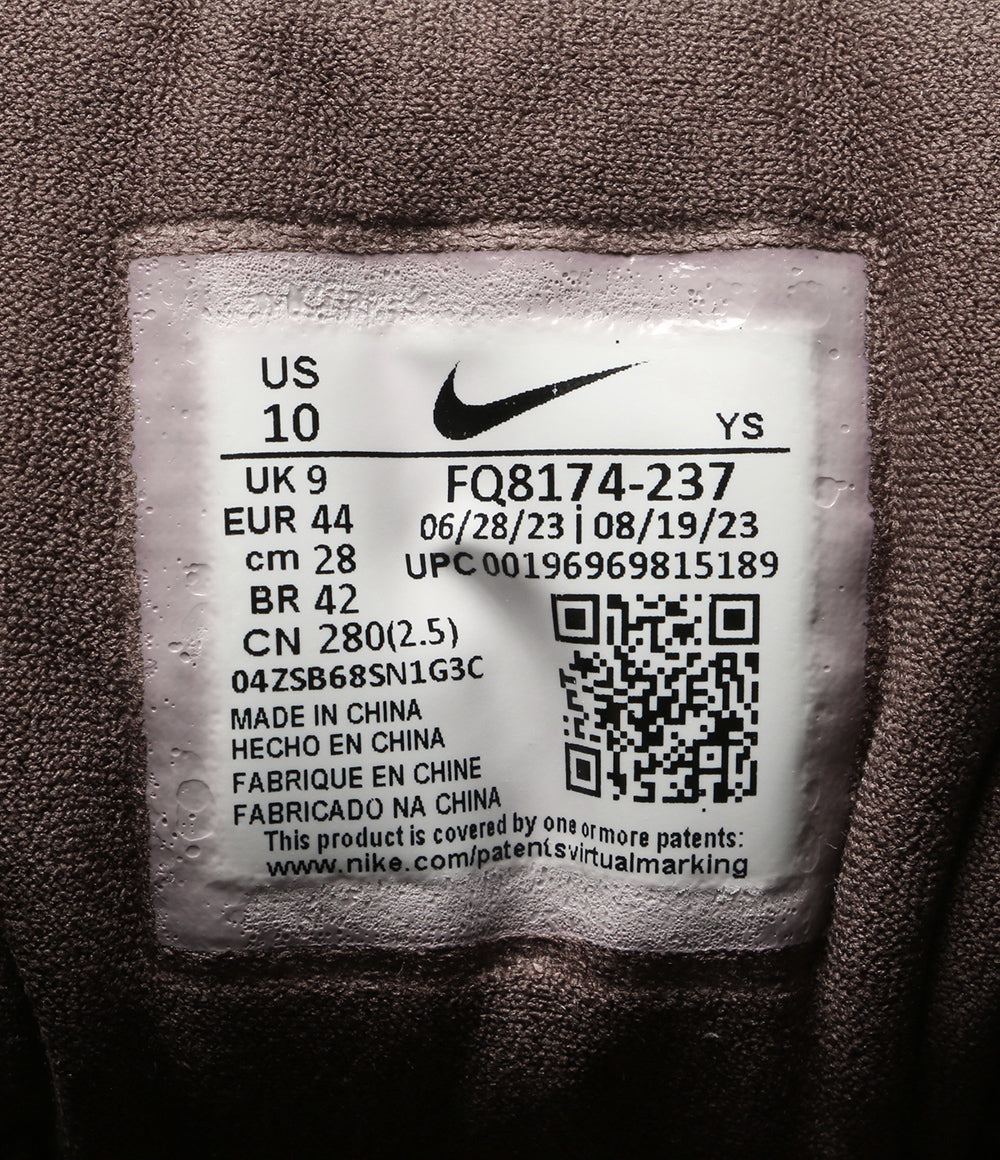 US
10
YS
UK 9
EUR 44
cm 28
BR 42
CN 280(2.5)
FQ8174-237
06/28/23 | 08/19/23
UPC 00196969815189
04ZSB68SN1G3C
MADE IN CHINA
HECHO EN CHINA
FABRIQUE EN CHINE
FABRICADO NA CHINA
This product is covered by one or more patents:
www.nike.com/patentsvirtualmarking